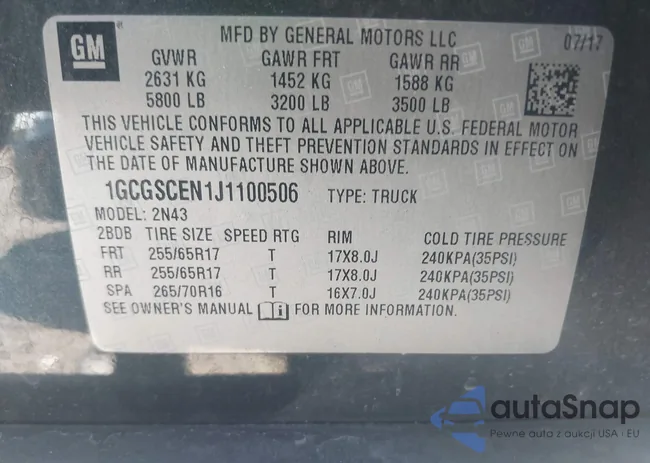 GM
MFD BY GENERAL MOTORS LLC 07/17
GVWR GAWR FRT GAWR RR
2631 KG 1452 KG 1588 KG
5800 LB 3200 LB 3500 LB
THIS VEHICLE CONFORMS TO ALL APPLICABLE U.S. FEDERAL MOTOR
VEHICLE SAFETY AND THEFT PREVENTION STANDARDS IN EFFECT ON
THE DATE OF MANUFACTURE SHOWN ABOVE.
1GCGSCEN1J1100506 TYPE: TRUCK
MODEL: 2N43
2BDB TIRE SIZE SPEED RTG RIM COLD TIRE PRESSURE
FRT 255/65R17 T 17X8.0J 240KPA(35PSI)
RR 255/65R17 T 17X8.0J 240KPA(35PSI)
SPA 265/70R16 T 16X7.0J 240KPA(35PSI)
SEE OWNER'S MANUAL FOR MORE INFORMATION.
autaSnap
Pewne auta z aukcji USA i EU